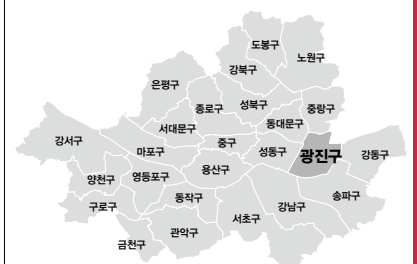 도봉구
노원구
강북구
은평구
성북구
중랑구
종로구
동대문구
서대문구
강서구
중구
마포구
성동구
광진구
강동구
용산구
양천구
영등포구
동작구
송파구
구로구
강남구
서초구
관악구
금천구